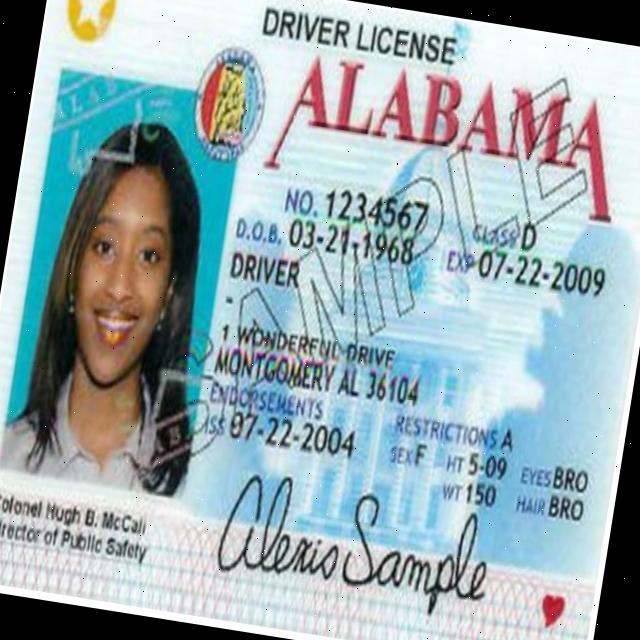 DRIVER LICENSE
ALABAMA
NO. 1234567
CLASS D
D.O.B. 03-21-1968
EXP 07-22-2009
DRIVER
-
1 WONDERFUL DRIVE
MONTGOMERY AL 36104
ENDORSEMENTS
RESTRICTIONS A
ISS 07-22-2004
SEX F HT 5-09 EYES BRO
WT 150 HAIR BRO
Colonel Hugh B. McCall
Director of Public Safety
Alexis Sample
SAMPLE